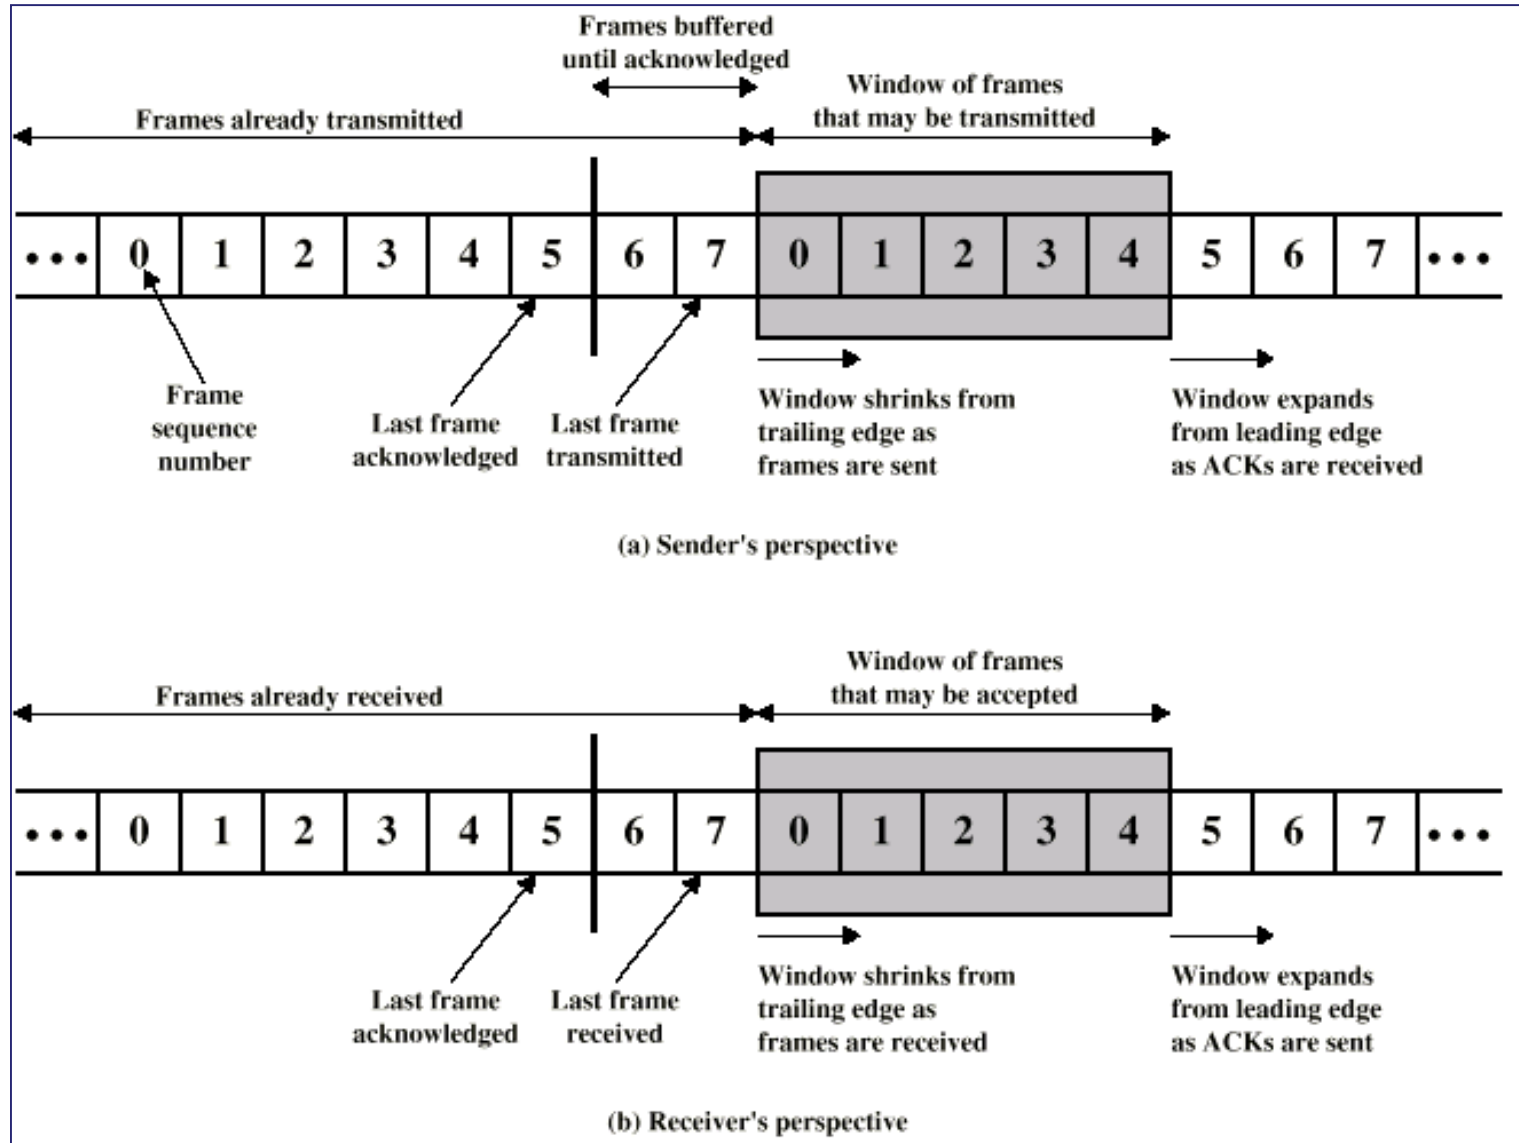 Frames buffered
until acknowledged
Window of frames
that may be transmitted
Frames already transmitted
••• 0 1 2 3 4 5 6 7 0 1 2 3 4 5 6 7 •••
Frame
sequence
number
Last frame
acknowledged
Last frame
transmitted
Window shrinks from
trailing edge as
frames are sent
Window expands
from leading edge
as ACKs are received
(a) Sender's perspective
Window of frames
that may be accepted
Frames already received
••• 0 1 2 3 4 5 6 7 0 1 2 3 4 5 6 7 •••
Last frame
acknowledged
Last frame
received
Window shrinks from
trailing edge as
frames are received
Window expands
from leading edge
as ACKs are sent
(b) Receiver's perspective